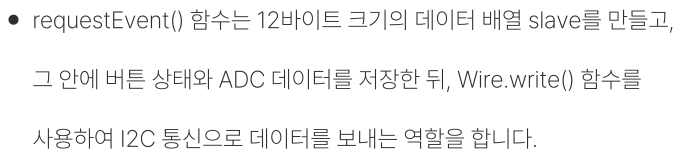 • requestEvent() 함수는 12바이트 크기의 데이터 배열 slave를 만들고,
그 안에 버튼 상태와 ADC 데이터를 저장한 뒤, Wire.write() 함수를
사용하여 I2C 통신으로 데이터를 보내는 역할을 합니다.